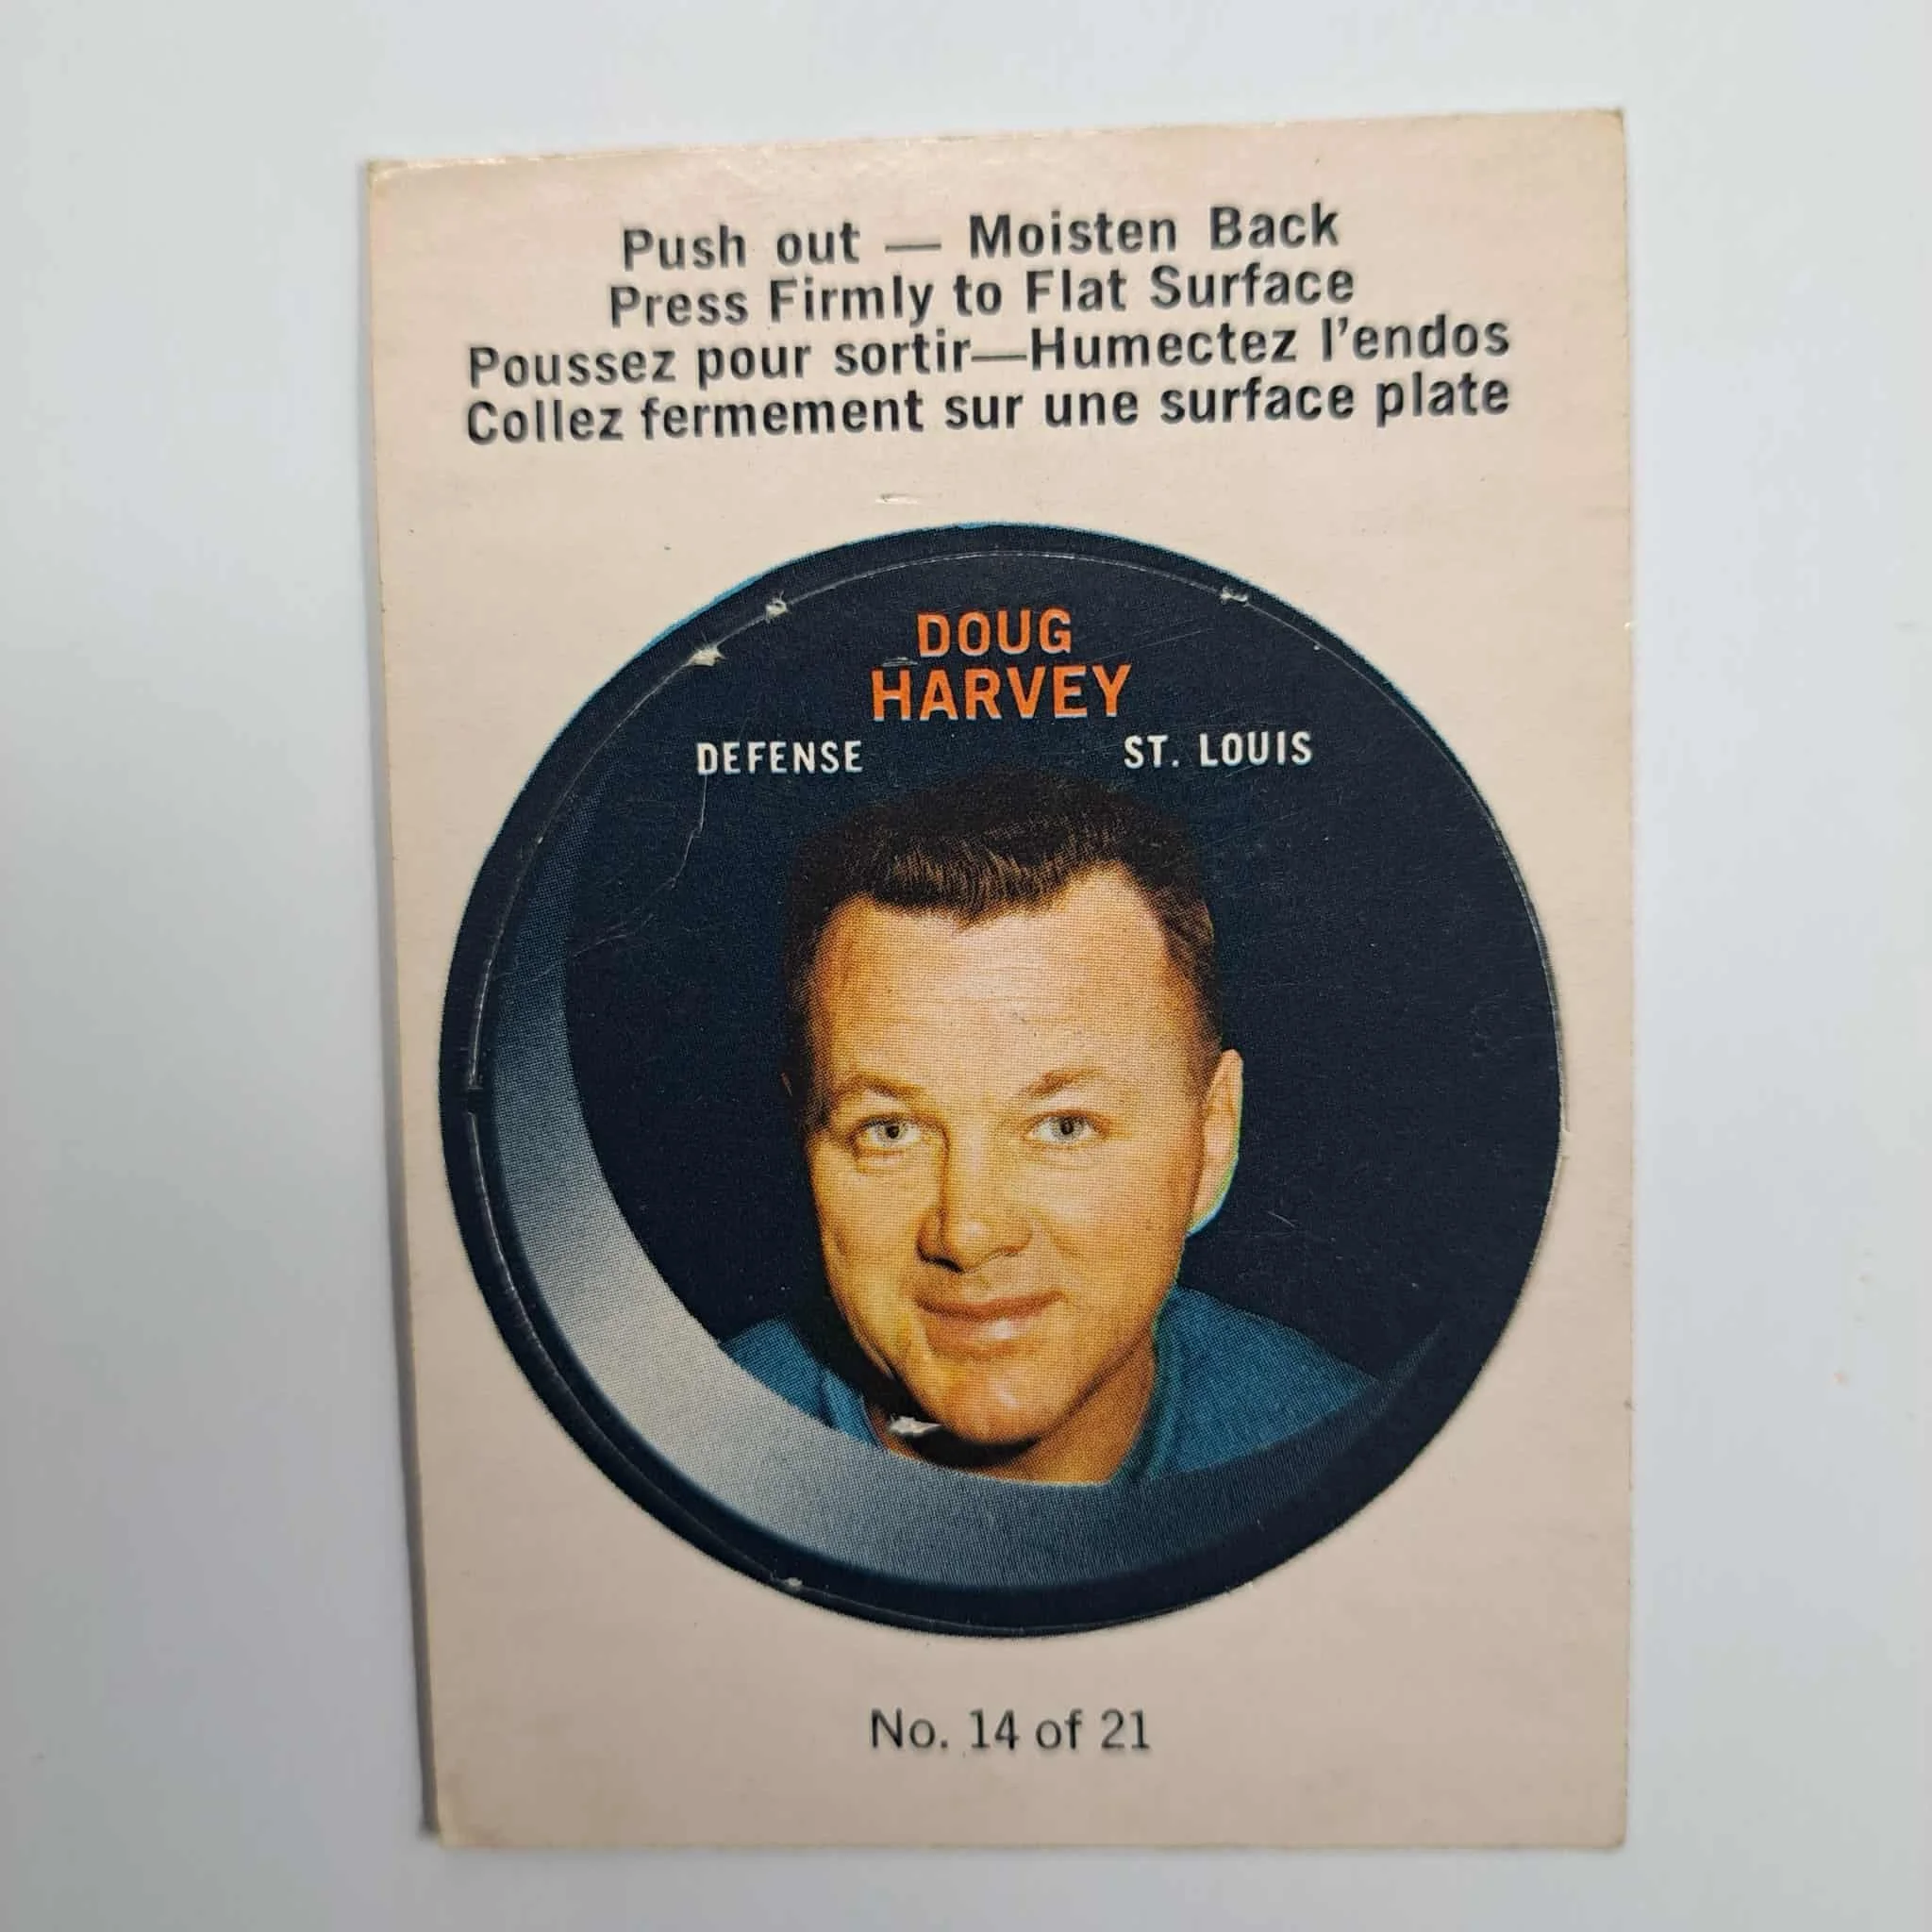 Push out — Moisten Back
Press Firmly to Flat Surface
Poussez pour sortir—Humectez l'endos
Collez fermement sur une surface plate
DOUG
HARVEY
DEFENSE ST. LOUIS
No. 14 of 21